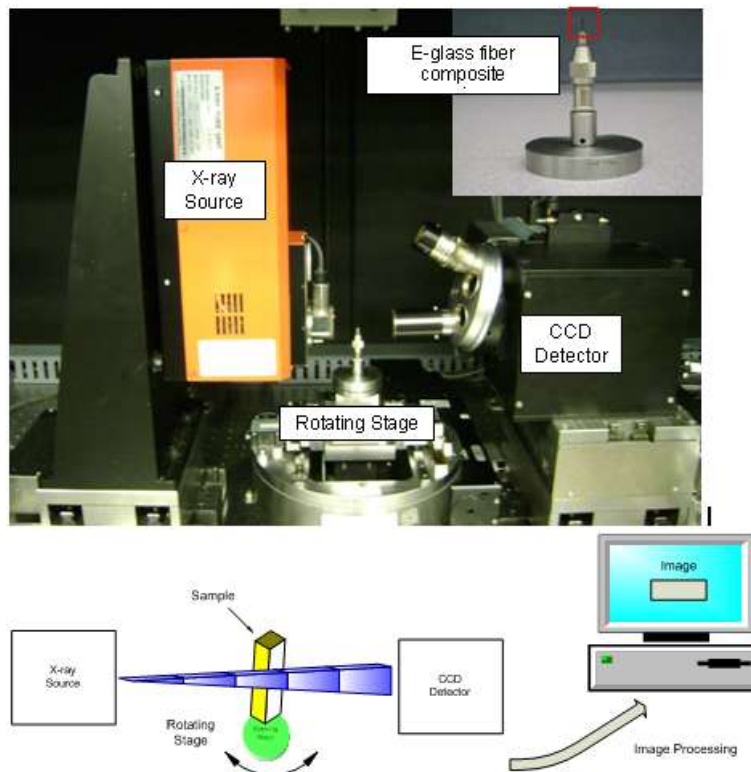 E-glass fiber
composite
X-ray
Source
CCD
Detector
Rotating Stage
Image
Sample
X-ray
Source
CCD
Detector
Rotating
Stage
Image Processing